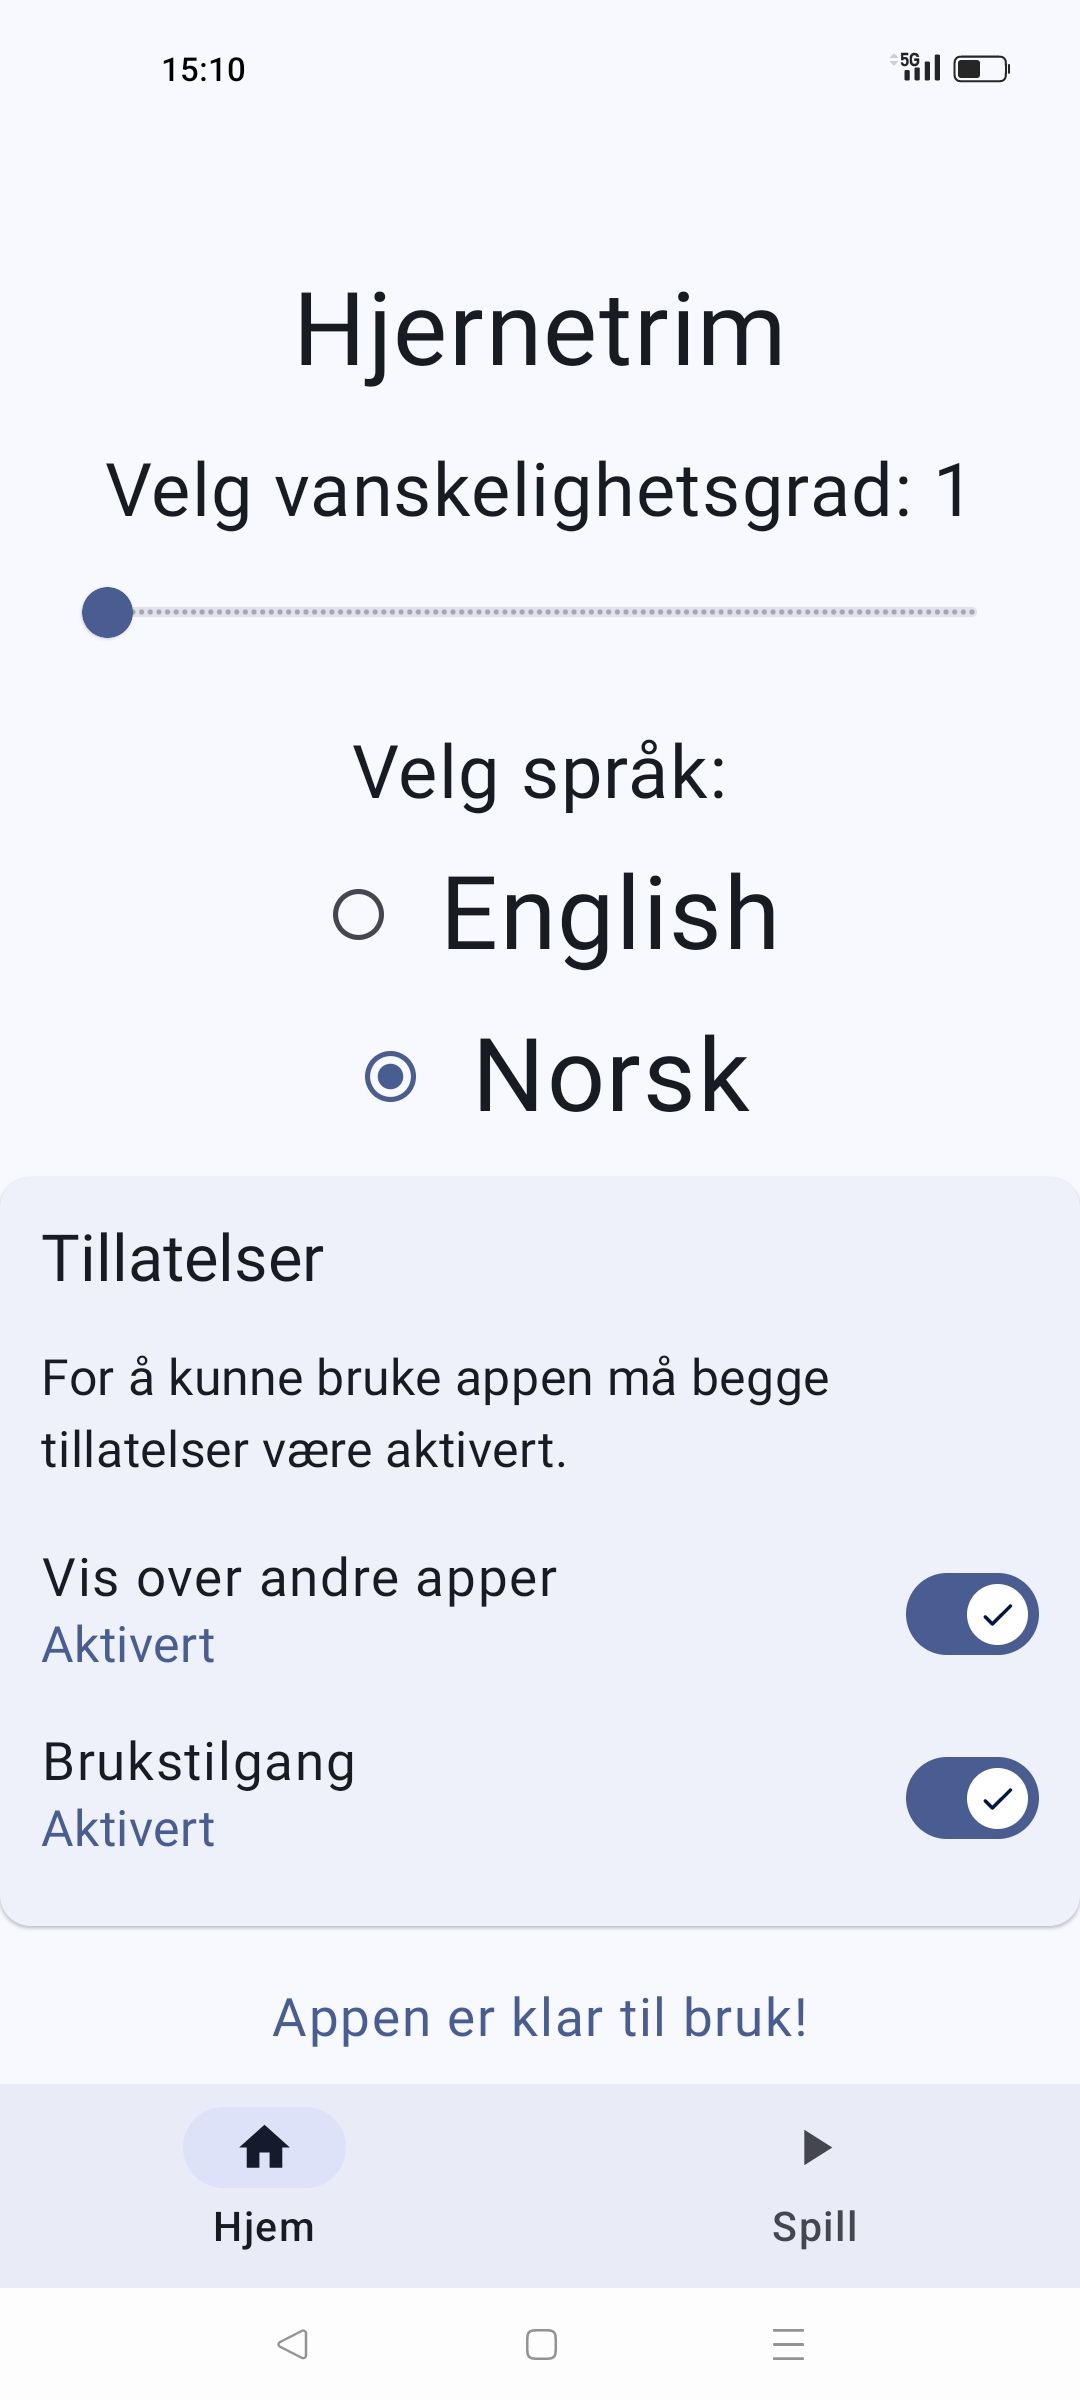 15:10
5G
Hjernetrim
Velg vanskelighetsgrad: 1
Velg språk:
English
Norsk
Tillatelser
For å kunne bruke appen må begge
tillatelser være aktivert.
Vis over andre apper
Aktivert
Brukstilgang
Aktivert
Appen er klar til bruk!
Hjem
Spill